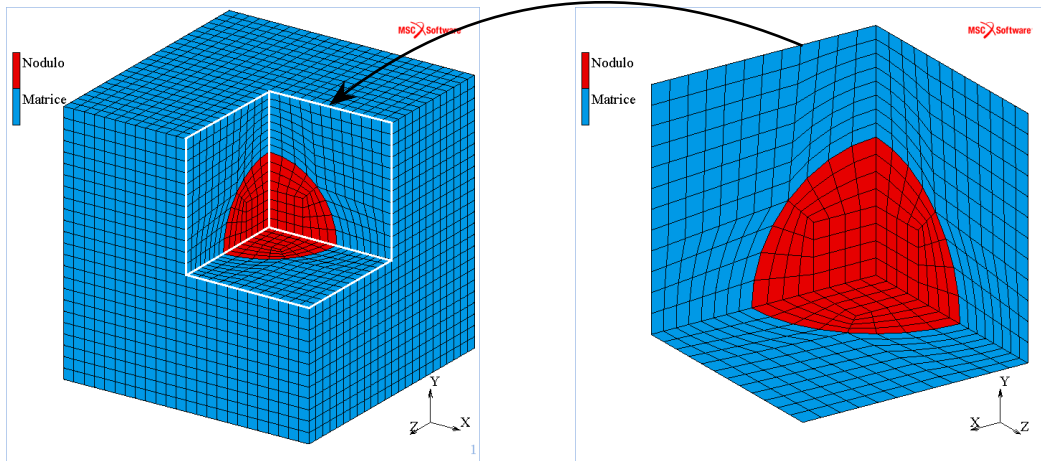 MSC Software
Nodulo
Matrice
Y
Z
X
1
MSC Software
Nodulo
Matrice
Y
X
Z